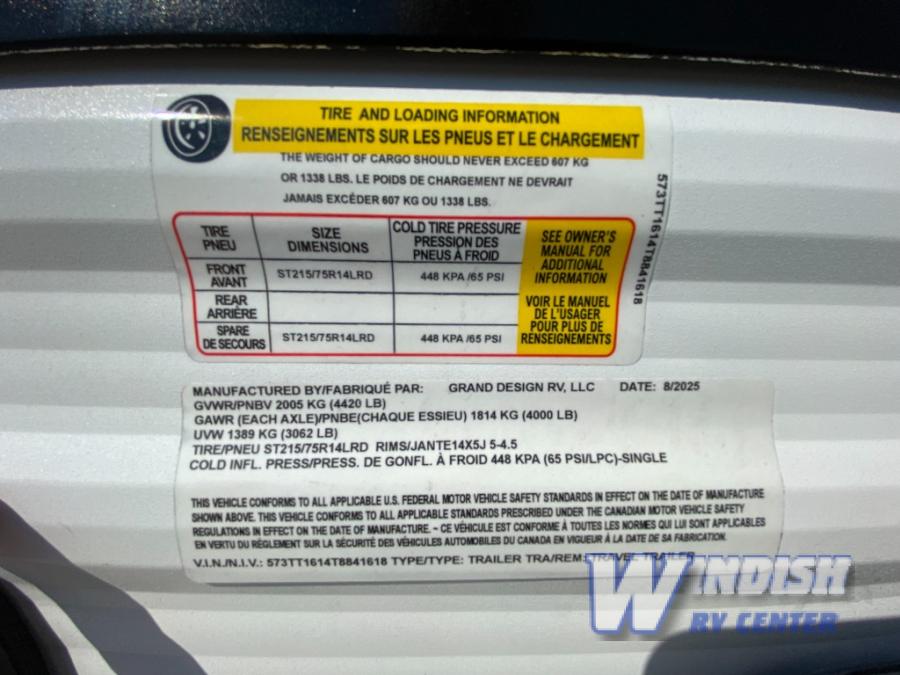 TIRE AND LOADING INFORMATION
RENSEIGNEMENTS SUR LES PNEUS ET LE CHARGEMENT
THE WEIGHT OF CARGO SHOULD NEVER EXCEED 607 KG
OR 1338 LBS. LE POIDS DE CHARGEMENT NE DEVRAIT
JAMAIS EXCÉDER 607 KG OU 1338 LBS.
TIRE
PNEU
SIZE
DIMENSIONS
COLD TIRE PRESSURE
PRESSION DES
PNEUS À FROID
FRONT
AVANT
ST215/75R14LRD
448 KPA /65 PSI
REAR
ARRIÈRE
SPARE
DE SECOURS
ST215/75R14LRD
448 KPA /65 PSI
SEE OWNER'S
MANUAL FOR
ADDITIONAL
INFORMATION
VOIR LE MANUEL
DE L'USAGER
POUR PLUS DE
RENSEIGNEMENTS
573TT1614T8841618
MANUFACTURED BY/FABRIQUÉ PAR: GRAND DESIGN RV, LLC DATE: 8/2025
GVWR/PNBV 2005 KG (4420 LB)
GAWR (EACH AXLE)/PNBE(CHAQUE ESSIEU) 1814 KG (4000 LB)
UVW 1389 KG (3062 LB)
TIRE/PNEU ST215/75R14LRD RIMS/JANTE14X5J 5-4.5
COLD INFL. PRESS/PRESS. DE GONFL. À FROID 448 KPA (65 PSI/LPC)-SINGLE
THIS VEHICLE CONFORMS TO ALL APPLICABLE U.S. FEDERAL MOTOR VEHICLE SAFETY STANDARDS IN EFFECT ON THE DATE OF MANUFACTURE
SHOWN ABOVE. THIS VEHICLE CONFORMS TO ALL APPLICABLE STANDARDS PRESCRIBED UNDER THE CANADIAN MOTOR VEHICLE SAFETY
REGULATIONS IN EFFECT ON THE DATE OF MANUFACTURE. ~ CE VÉHICULE EST CONFORME À TOUTES LES NORMES QUI LUI SONT APPLICABLES
EN VERTU DU RÈGLEMENT SUR LA SÉCURITÉ DES VÉHICULES AUTOMOBILES DU CANADA EN VIGUEUR À LA DATE DE SA FABRICATION.
V.I.N./N.I.V.: 573TT1614T8841618 TYPE/TYPE: TRAILER TRA/REM: TRAVEL TRAILER
WINDISH
RV CENTER